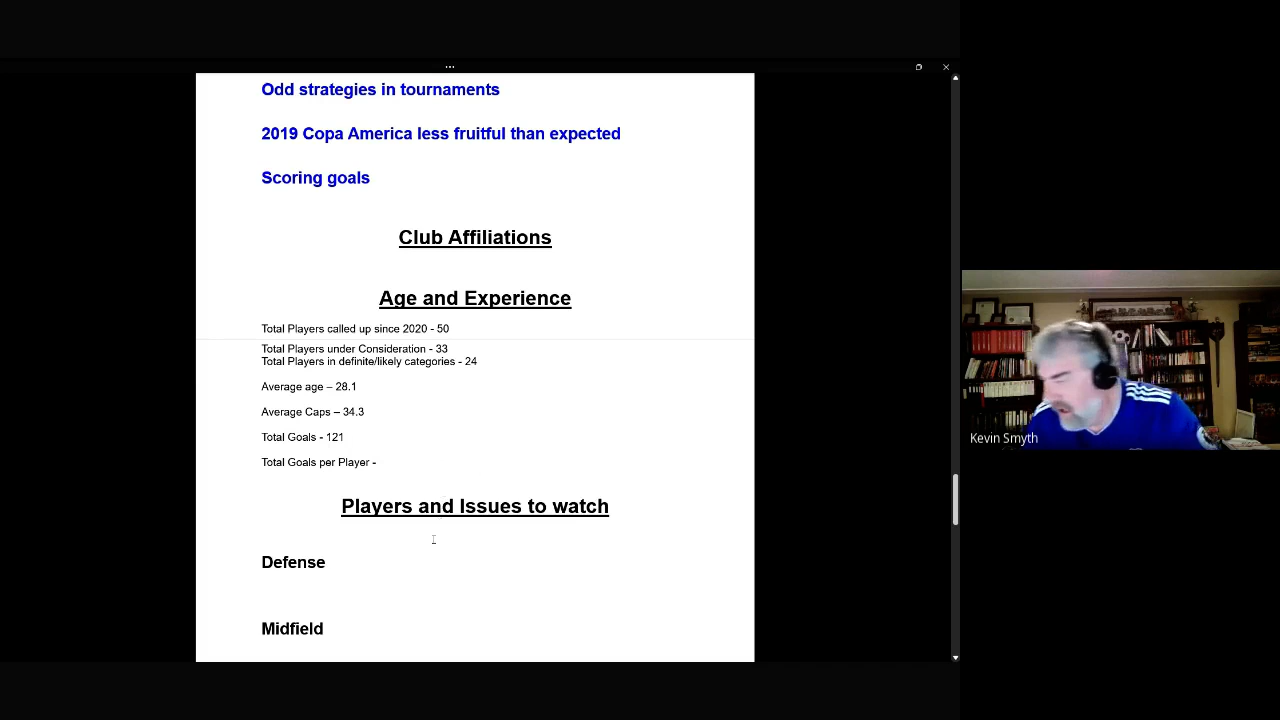 Odd strategies in tournaments
2019 Copa America less fruitful than expected
Scoring goals
Club Affiliations
Age and Experience
Total Players called up since 2020 - 50
Total Players under Consideration - 33
Total Players in definite/likely categories - 24
Average age – 28.1
Average Caps – 34.3
Total Goals - 121
Total Goals per Player -
Players and Issues to watch
Defense
Midfield
Kevin Smyth